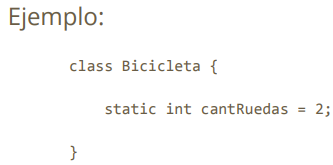 Ejemplo:
class Bicicleta {
static int cantRuedas = 2;
}